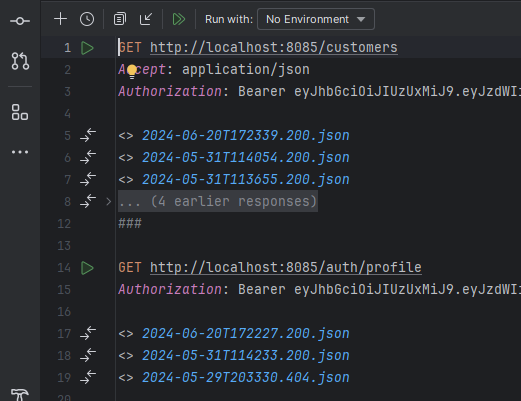 Run with: No Environment
1 GET http://localhost:8085/customers
2 Accept: application/json
3 Authorization: Bearer eyJhbGciOiJIUzUxMiJ9.eyJzdWI
4
5 <> 2024-06-20T172339.200.json
6 <> 2024-05-31T114054.200.json
7 <> 2024-05-31T113655.200.json
8 ... (4 earlier responses)
12 ###
13
14 GET http://localhost:8085/auth/profile
15 Authorization: Bearer eyJhbGciOiJIUzUxMiJ9.eyJzdWI
16
17 <> 2024-06-20T172227.200.json
18 <> 2024-05-31T114233.200.json
19 <> 2024-05-29T203330.404.json
20